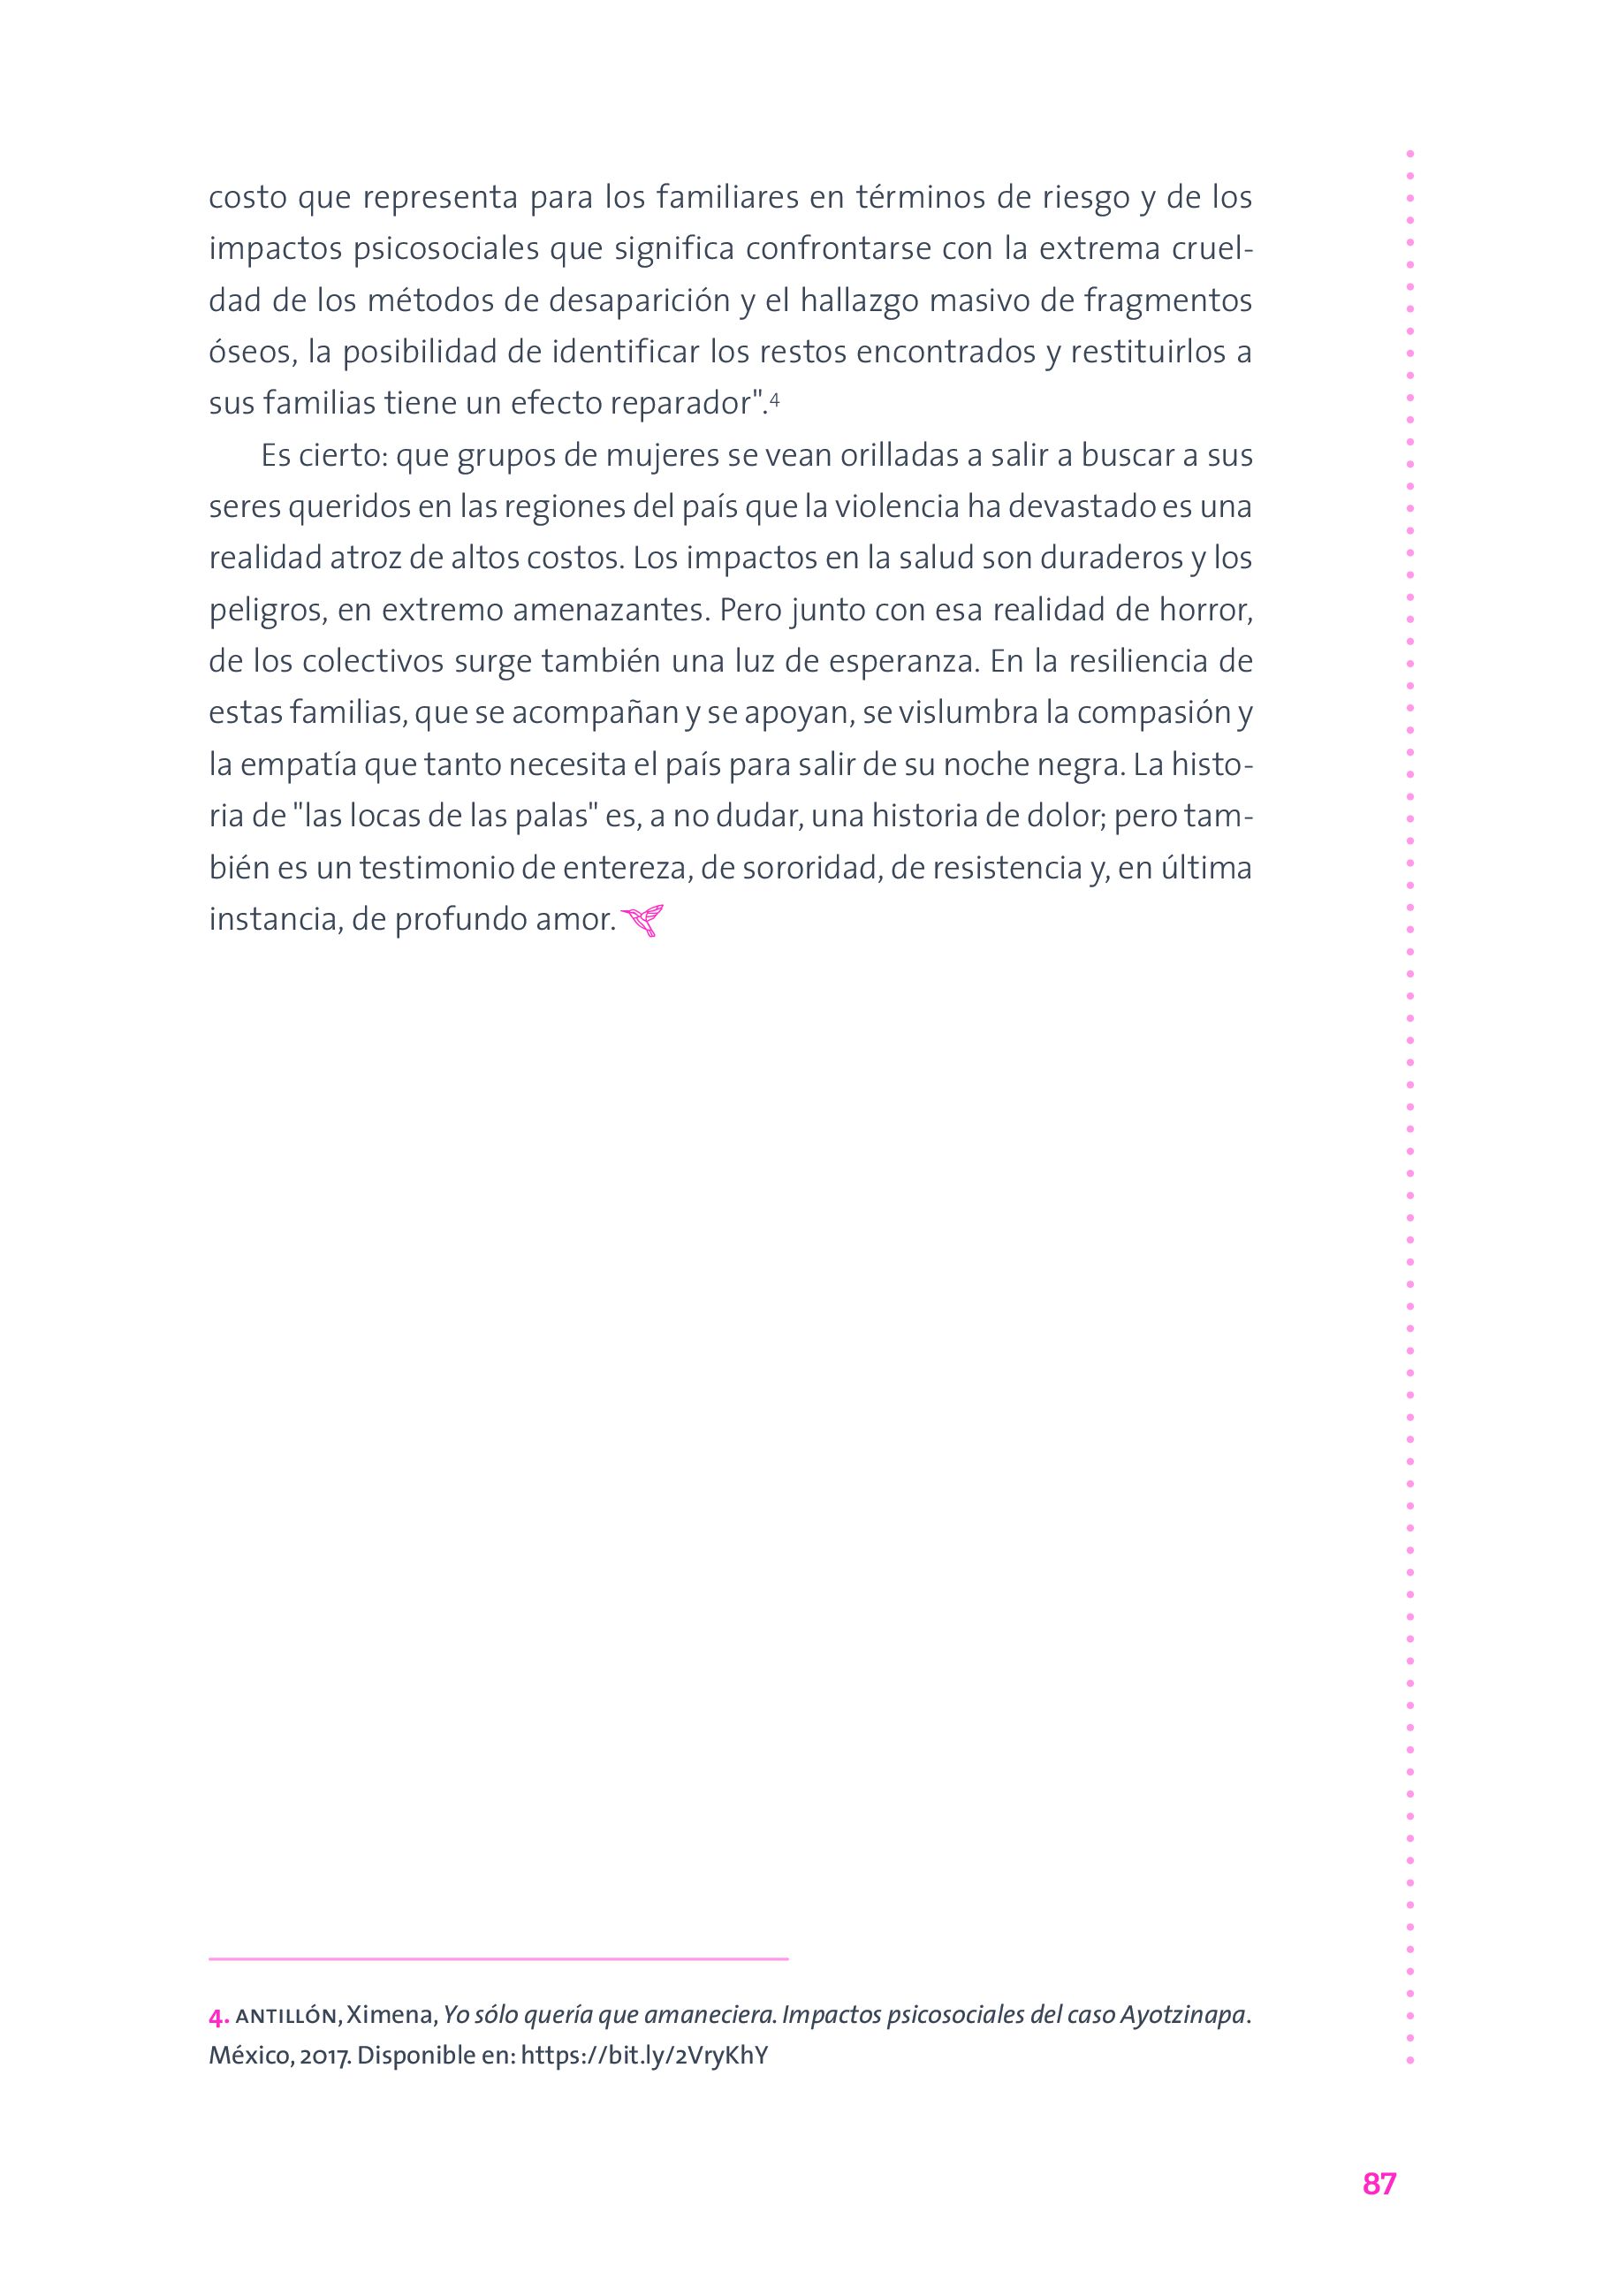 costo que representa para los familiares en términos de riesgo y de los
impactos psicosociales que significa confrontarse con la extrema cruel-
dad de los métodos de desaparición y el hallazgo masivo de fragmentos
óseos, la posibilidad de identificar los restos encontrados y restituirlos a
sus familias tiene un efecto reparador".4
Es cierto: que grupos de mujeres se vean orilladas a salir a buscar a sus
seres queridos en las regiones del país que la violencia ha devastado es una
realidad atroz de altos costos. Los impactos en la salud son duraderos y los
peligros, en extremo amenazantes. Pero junto con esa realidad de horror,
de los colectivos surge también una luz de esperanza. En la resiliencia de
estas familias, que se acompañan y se apoyan, se vislumbra la compasión y
la empatía que tanto necesita el país para salir de su noche negra. La histo-
ria de "las locas de las palas" es, a no dudar, una historia de dolor; pero tam-
bién es un testimonio de entereza, de sororidad, de resistencia y, en última
instancia, de profundo amor.
4. ANTILLÓN, Ximena, Yo sólo quería que amaneciera. Impactos psicosociales del caso Ayotzinapa.
México, 2017. Disponible en: https://bit.ly/2VryKhY
87